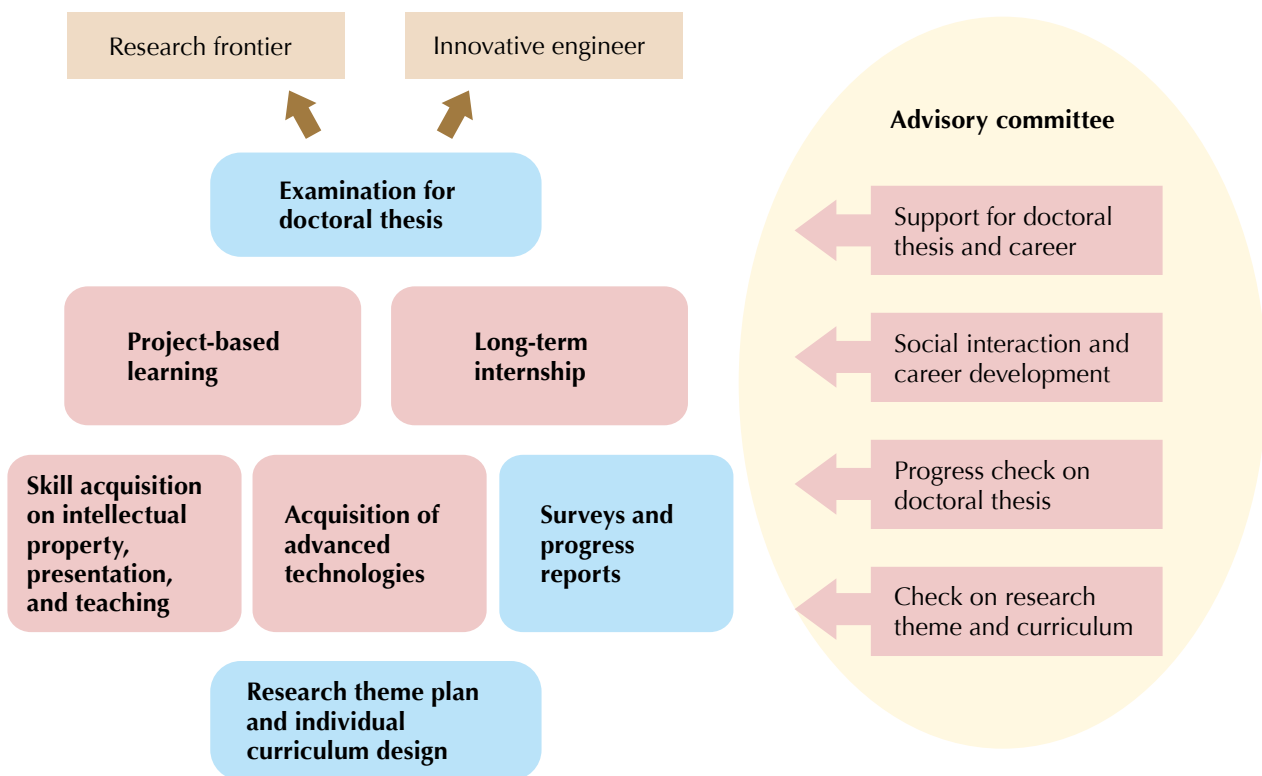 Research frontier
Innovative engineer
Examination for
doctoral thesis
Project-based
learning
Long-term
internship
Skill acquisition
on intellectual
property,
presentation,
and teaching
Acquisition of
advanced
technologies
Surveys and
progress
reports
Research theme plan
and individual
curriculum design
Advisory committee
Support for doctoral
thesis and career
Social interaction and
career development
Progress check on
doctoral thesis
Check on research
theme and curriculum